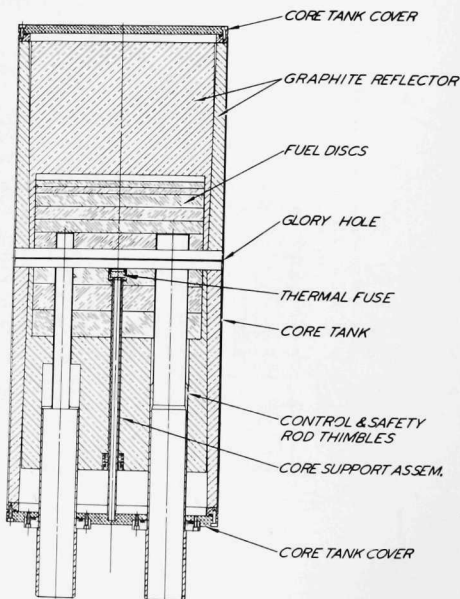 CORE TANK COVER
GRAPHITE REFLECTOR
FUEL DISCS
GLORY HOLE
THERMAL FUSE
CORE TANK
CONTROL & SAFETY
ROD THIMBLES
CORE SUPPORT ASSEM.
CORE TANK COVER